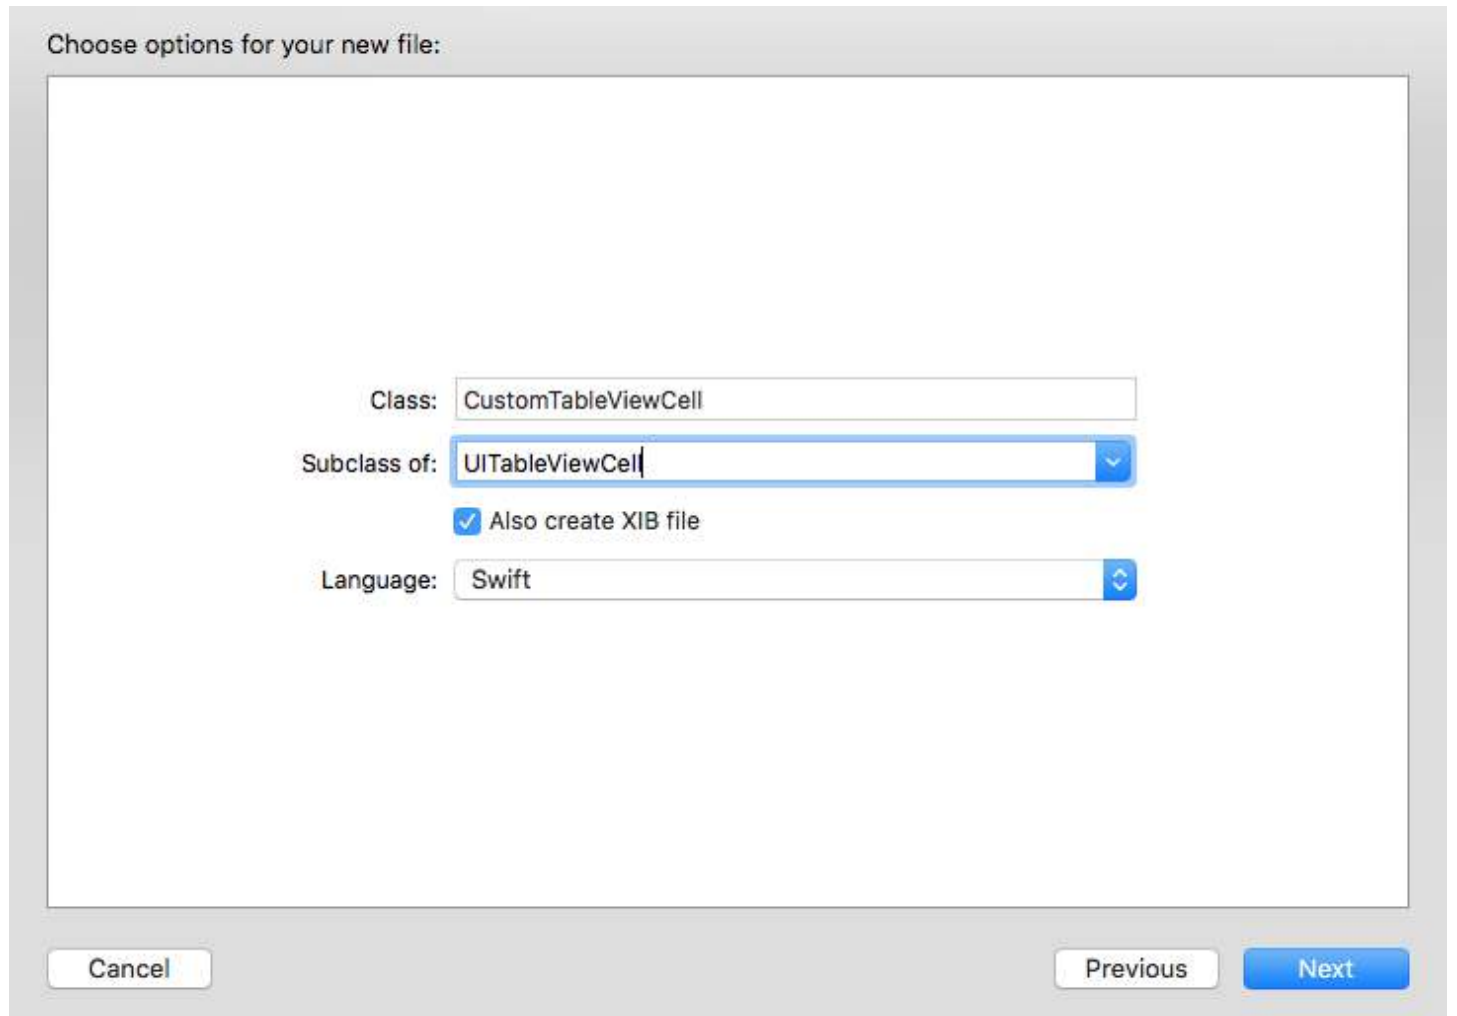 Choose options for your new file:
Class: CustomTableViewCell
Subclass of: UITableViewCell
Also create XIB file
Language: Swift
Cancel Previous Next